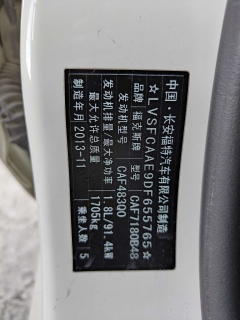 中国·长安福特汽车有限公司制造
☆LVSFCAAE9DF655765☆
品牌/型号 福克斯牌 CAF7180B48
发动机型号 CAF483Q0
发动机排量/最大净功率 1.8L/91.4kW
最大允许总质量 1705kg
制造年月 2013-11 乘坐人数 5